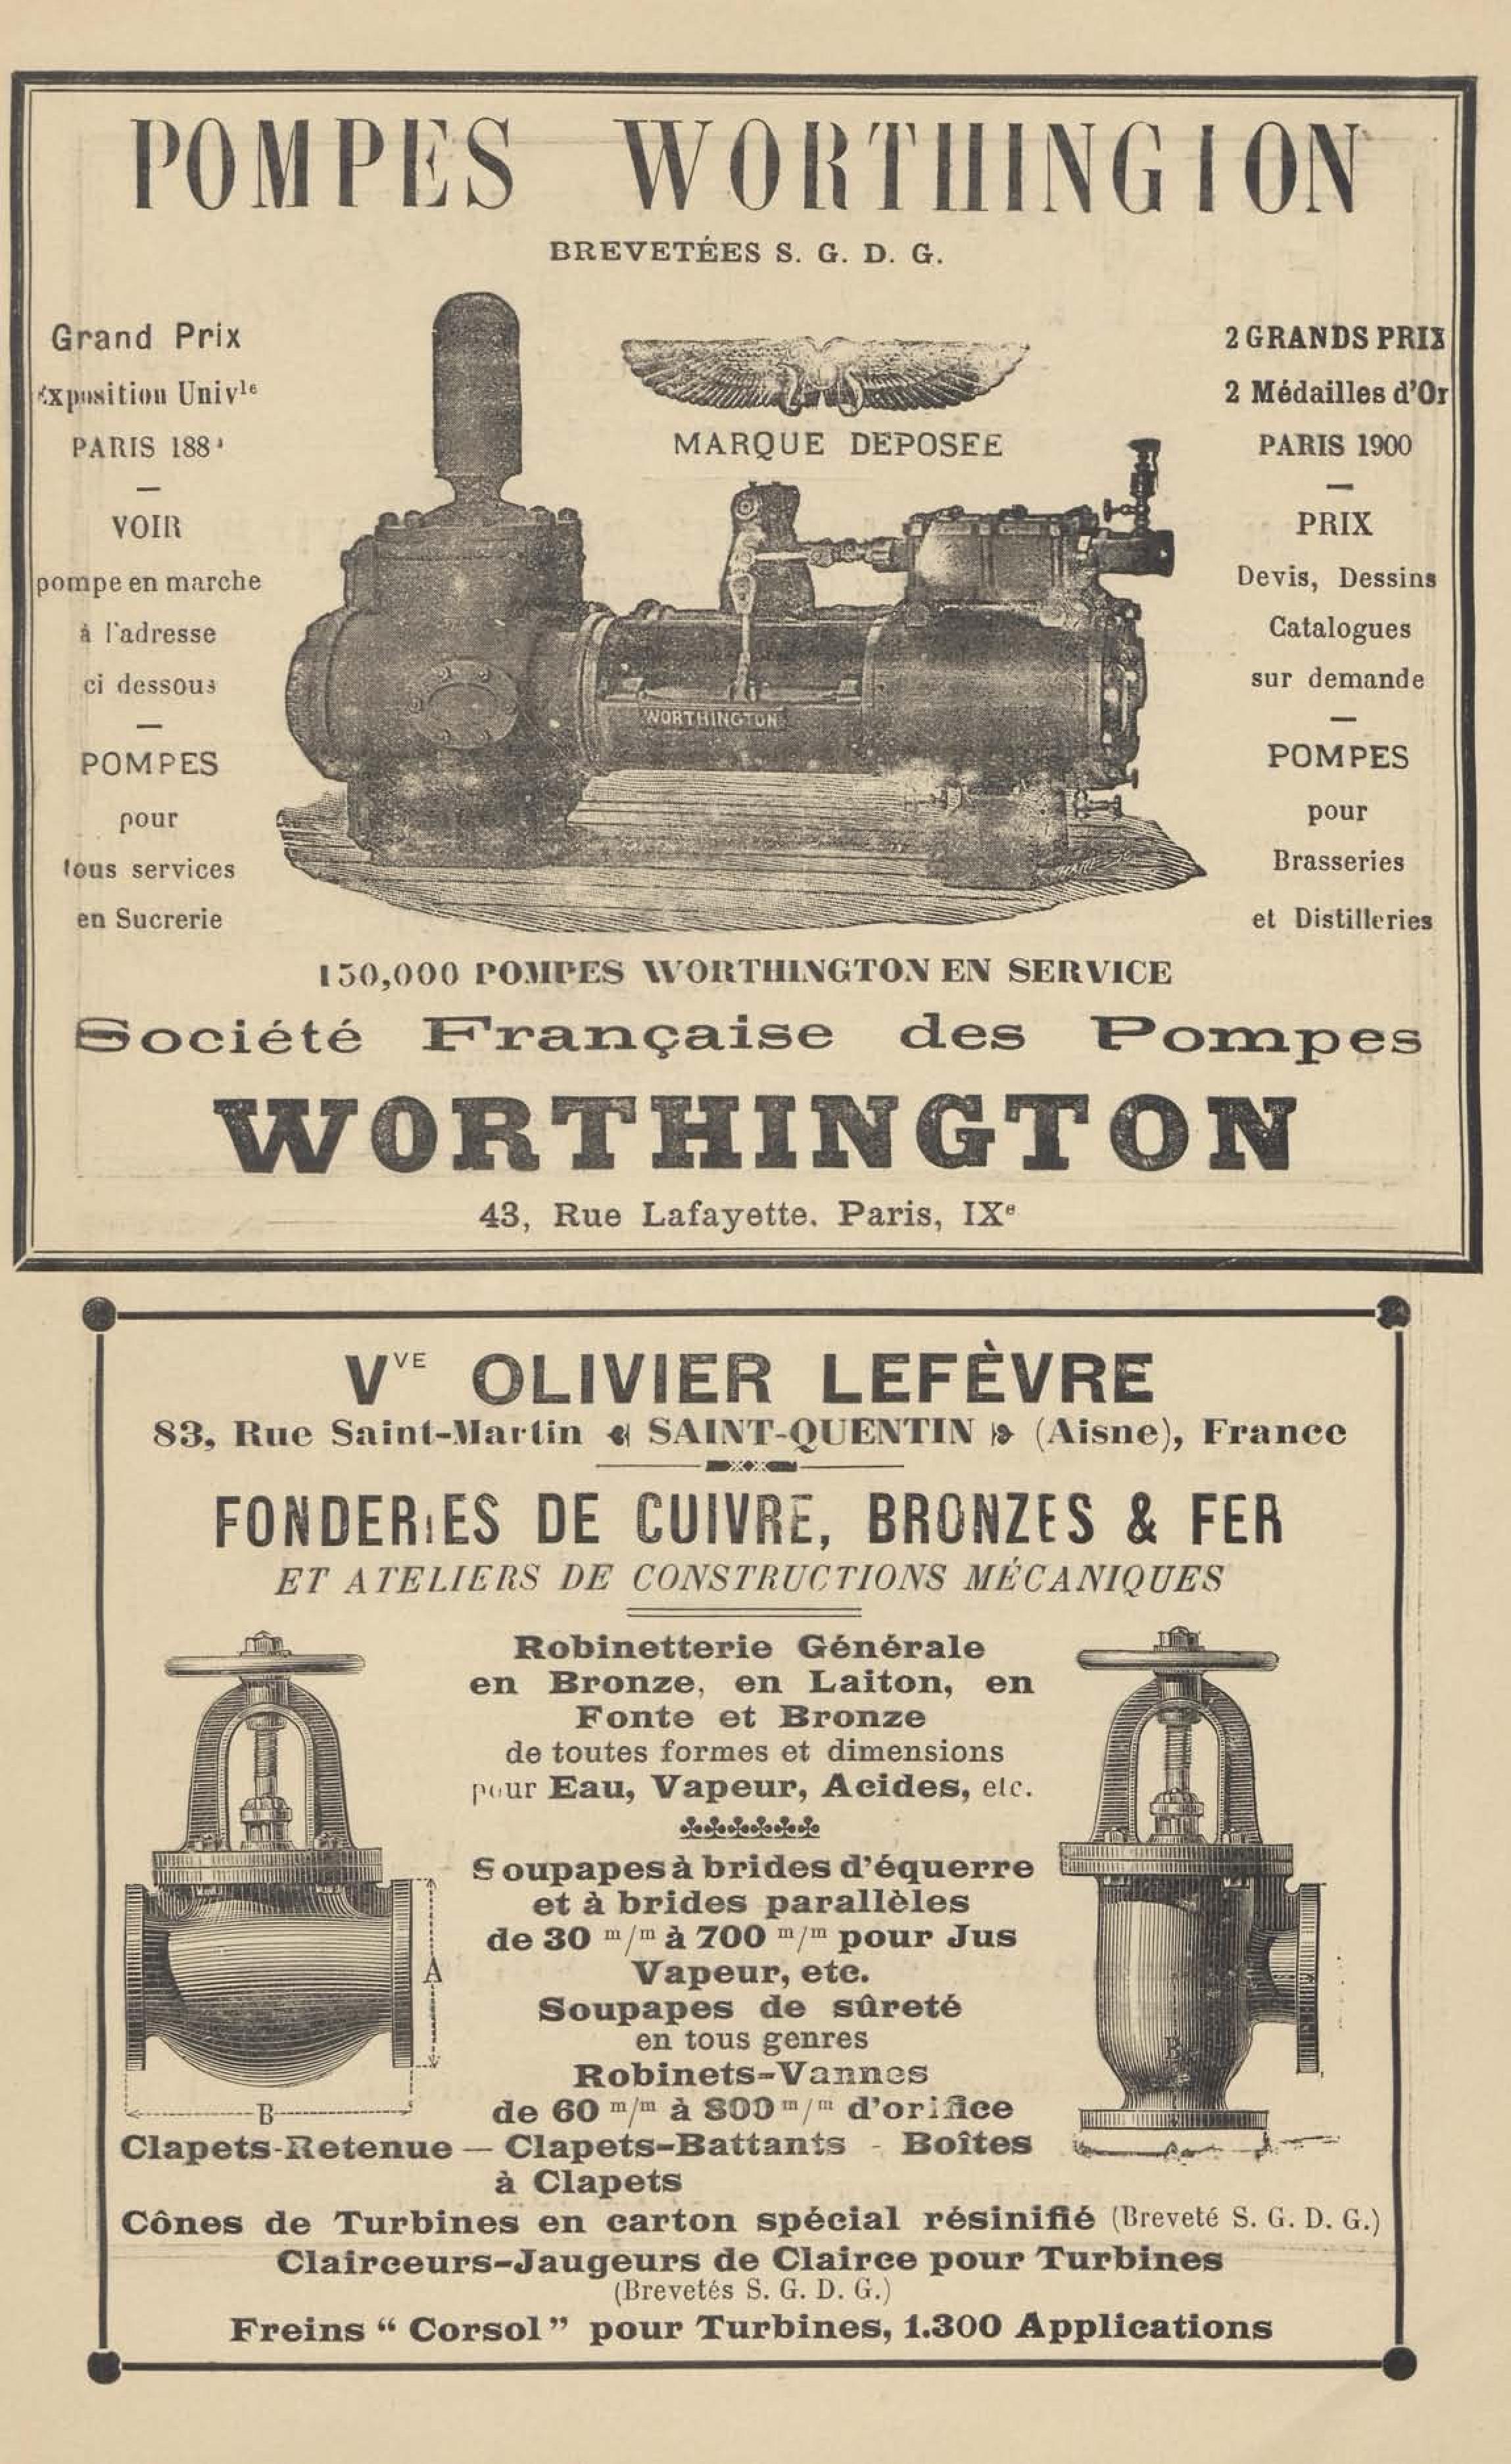 POMPES WORTHINGTON
BREVETÉES S. G. D. G.
Grand Prix
Exposition Univle
PARIS
—
VOIR
pompe en marche
à l'adresse
ci dessous
—
POMPES
pour
tous services
en Sucrerie
MARQUE DEPOSEE
WORTHINGTON
2 GRANDS PRIX
2 Médailles d'Or
PARIS 1900
—
PRIX
Devis, Dessins
Catalogues
sur demande
—
POMPES
pour
Brasseries
et Distilleries
150,000 POMPES WORTHINGTON EN SERVICE
Société Française des Pompes
WORTHINGTON
43, Rue Lafayette. Paris, IXe
VVE OLIVIER LEFÈVRE
83, Rue Saint-Martin SAINT-QUENTIN (Aisne), France
FONDERIES DE CUIVRE, BRONZES & FER
ET ATELIERS DE CONSTRUCTIONS MÉCANIQUES
Robinetterie Générale
en Bronze, en Laiton, en
Fonte et Bronze
de toutes formes et dimensions
pour Eau, Vapeur, Acides, etc.
Soupapes à brides d'équerre
et à brides parallèles
de 30 m/m à 700 m/m pour Jus
Vapeur, etc.
Soupapes de sûreté
en tous genres
Robinets-Vannes
de 60 m/m à 800 m/m d'orifice
A
B
B
Clapets-Retenue — Clapets-Battants - Boîtes
à Clapets
Cônes de Turbines en carton spécial résinifié (Breveté S. G. D. G.)
Clairceurs-Jaugeurs de Clairce pour Turbines
(Brevetés S. G. D. G.)
Freins “ Corsol ” pour Turbines, 1.300 Applications